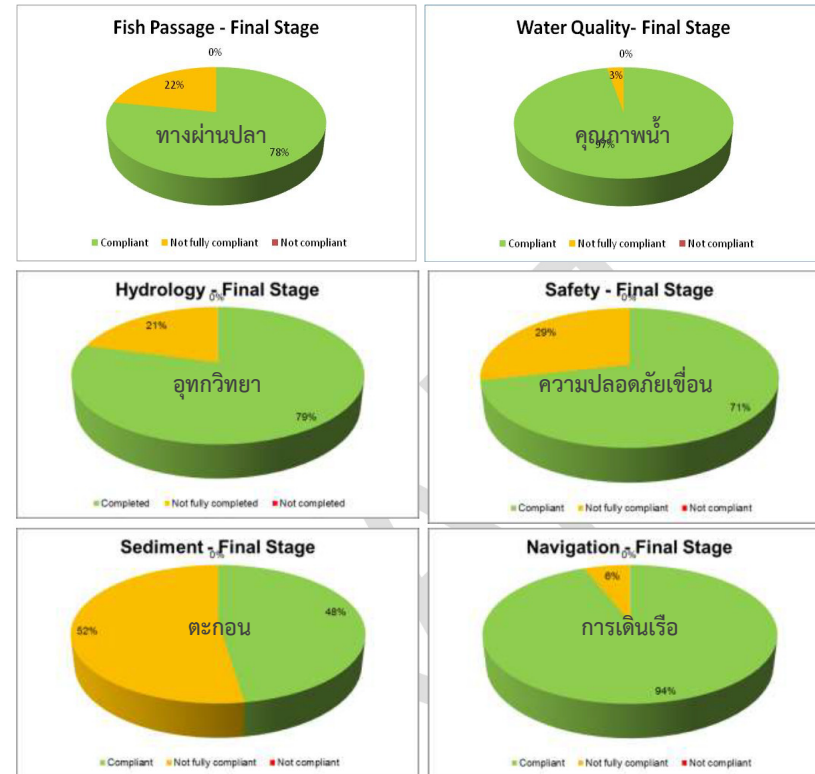 Fish Passage - Final Stage
0%
22%
ทางผ่านปลา
78%
Compliant Not fully compliant Not compliant
Water Quality- Final Stage
0%
3%
คุณภาพน้ำ
97%
Compliant Not fully compliant Not compliant
Hydrology - Final Stage
0%
21%
อุทกวิทยา
79%
Completed Not fully completed Not completed
Safety - Final Stage
0%
29%
ความปลอดภัยเขื่อน
71%
Compliant Not fully compliant Not compliant
Sediment - Final Stage
0%
48%
52%
ตะกอน
Compliant Not fully compliant Not compliant
Navigation - Final Stage
0%
6%
การเดินเรือ
94%
Compliant Not fully compliant Not compliant